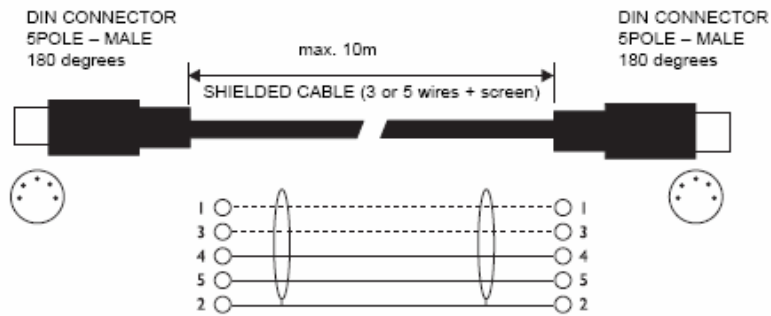 DIN CONNECTOR
5POLE – MALE
180 degrees
DIN CONNECTOR
5POLE – MALE
180 degrees
max. 10m
SHIELDED CABLE (3 or 5 wires + screen)
1 1
3 3
4 4
5 5
2 2